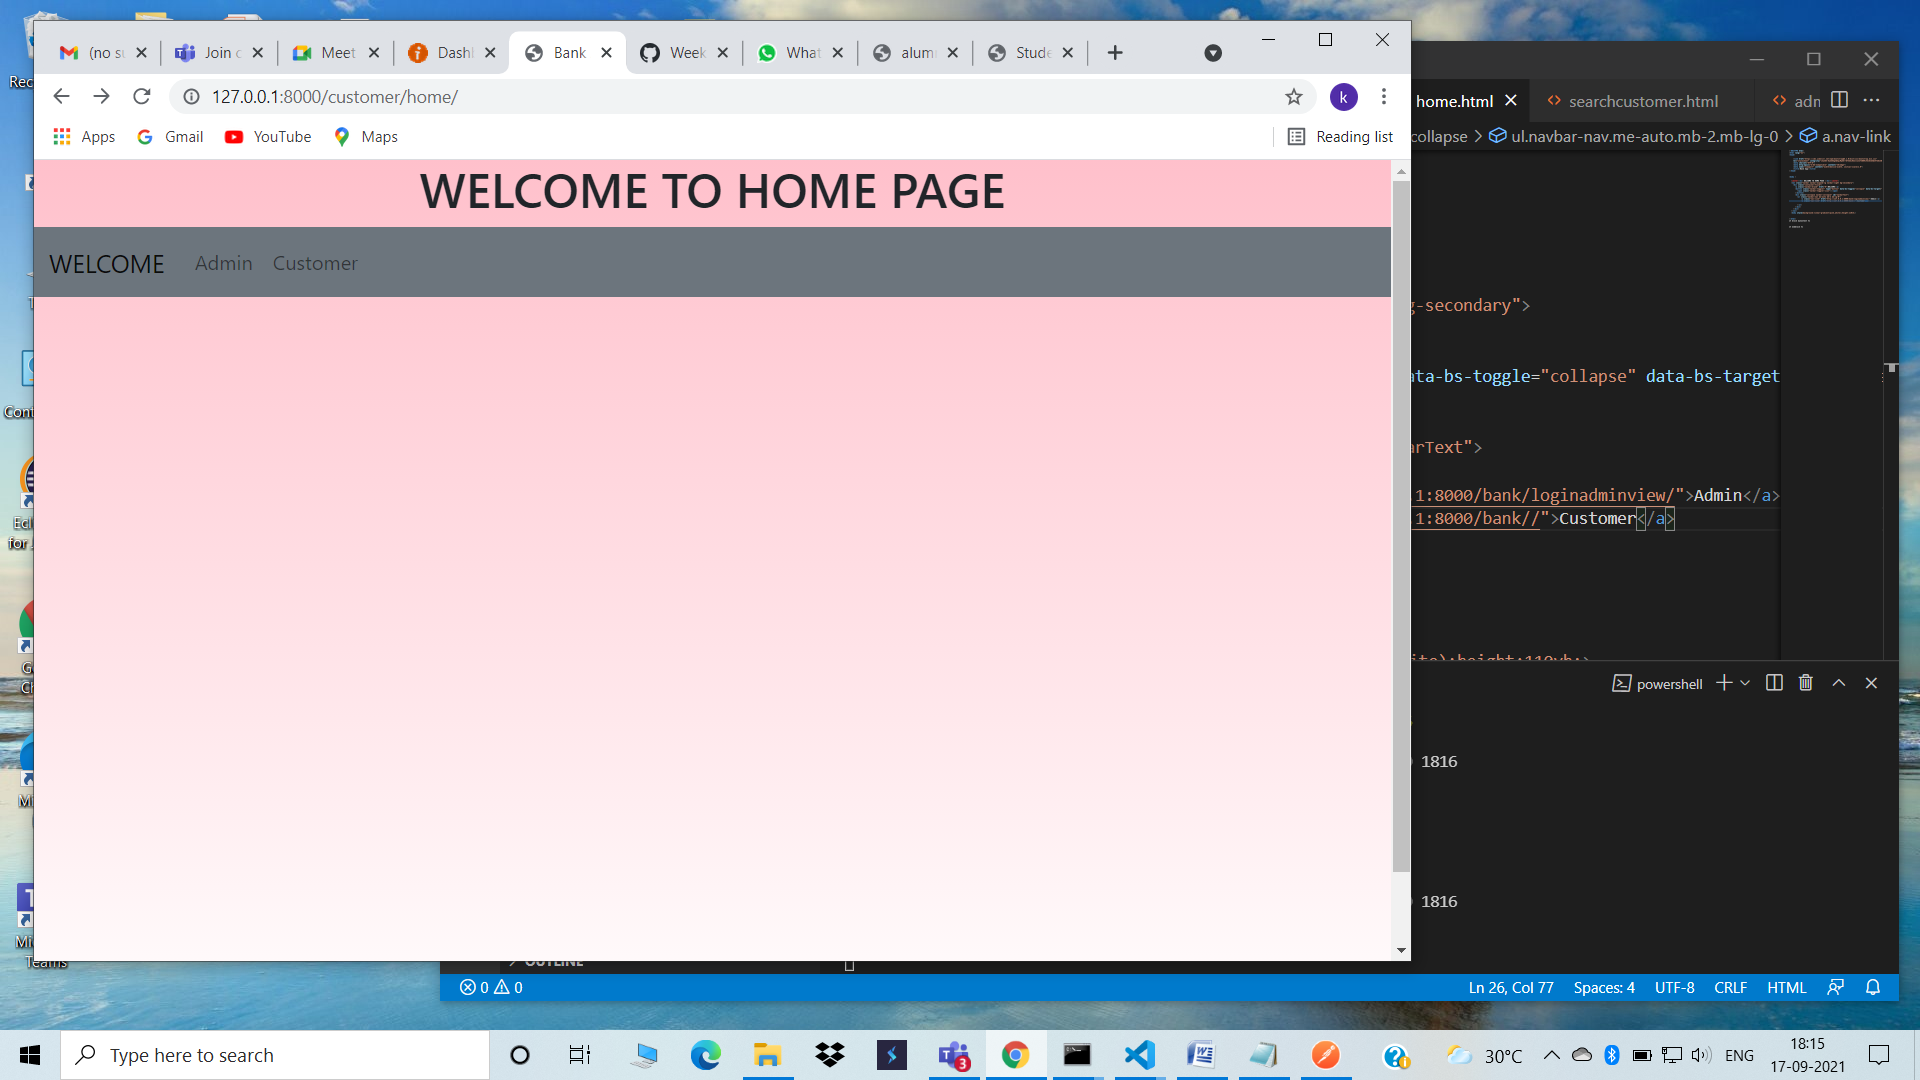 (no su
Join c
Meet
Dashl
Bank
Week
What
alum
Stude
127.0.0.1:8000/customer/home/
k
Apps
Gmail
YouTube
Maps
Reading list
WELCOME TO HOME PAGE
WELCOME
Admin
Customer
home.html
searchcustomer.html
adn
collapse
ul.navbar-nav.me-auto.mb-2.mb-lg-0
a.nav-link
g-secondary">
ata-bs-toggle="collapse" data-bs-target
arText">
.1:8000/bank/loginadminview/">Admin</a>
.1:8000/bank//">Customer</a>
powershell
1816
1816
OUTLINE
0 0
Ln 26, Col 77
Spaces: 4
UTF-8
CRLF
HTML
Rec
Cont
Ecl
for
G
Ch
Mi
Mi
Teams
Type here to search
3
30°C
ENG
18:15
17-09-2021